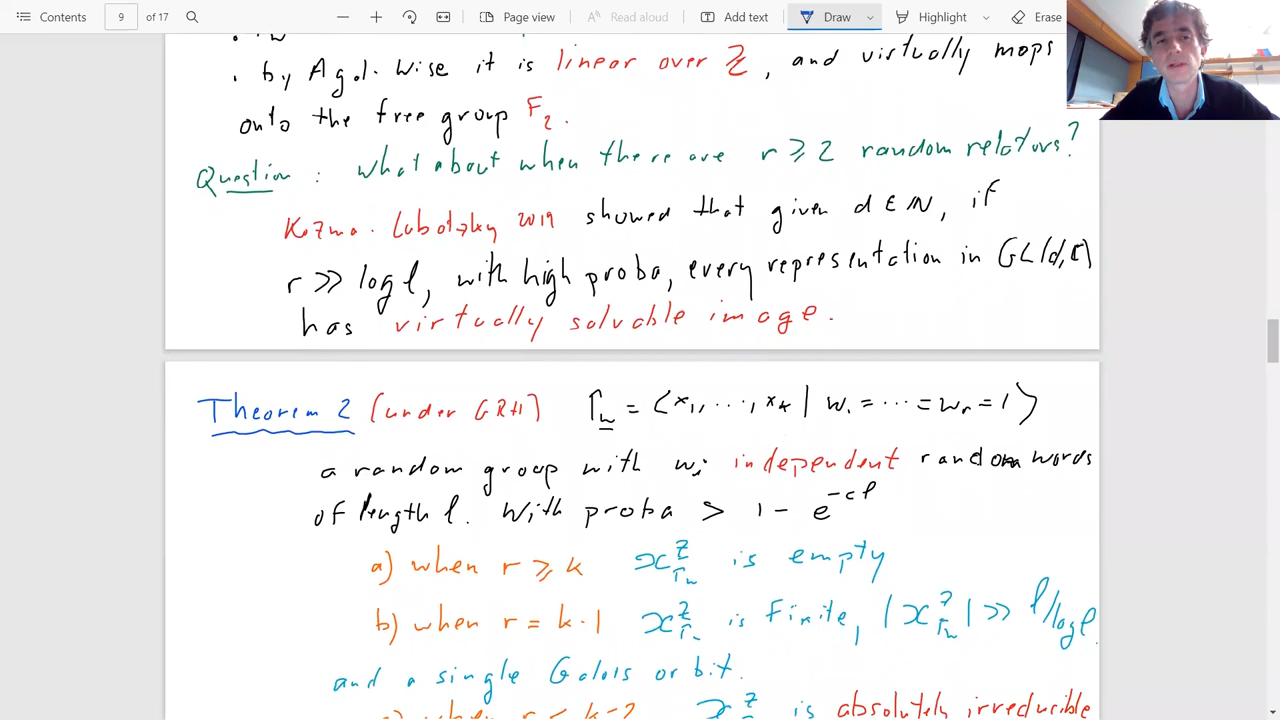 Contents 9 of 17 Page view Read aloud Add text Draw Highlight Erase
. by Agol. Wise it is linear over ℤ, and virtually maps
onto the free group F₂.
Question : what about when there are r ⩾ 2 random relators?
Kozma. Lubotzky 2019 showed that given d ∈ ℕ, if
r ≫ log ℓ, with high proba, every representation in GL(d,ℂ)
has virtually solvable image.
Theorem 2 (under GRH) Γ_w = ⟨x₁, ..., x_k | w₁ = ... = w_r = 1⟩
a random group with w_i independent random words
of length ℓ. With proba > 1 - e^{-cℓ}
a) when r ⩾ k 𝒳^Z_{Γ_w} is empty
b) when r = k-1 𝒳^Z_{Γ_w} is finite, |𝒳^Z_{Γ_w}| ≫ ℓ/log ℓ.
and a single Galois orbit.
c) when r ⩽ k-2 𝒳^Z is absolutely irreducible